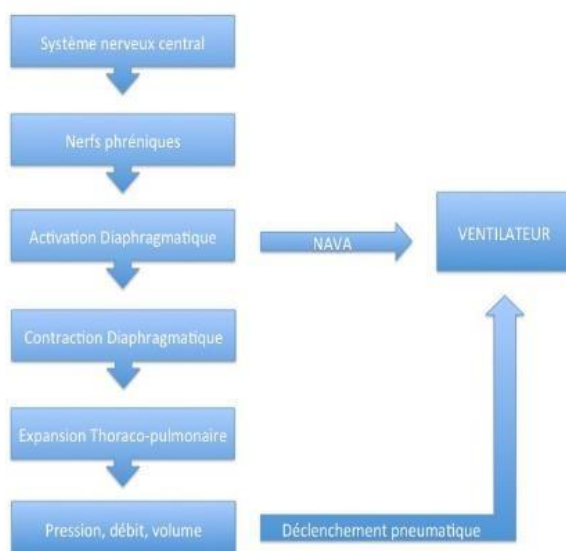 Système nerveux central
Nerfs phréniques
Activation Diaphragmatique
NAVA
VENTILATEUR
Contraction Diaphragmatique
Expansion Thoraco-pulmonaire
Pression, débit, volume
Déclenchement pneumatique